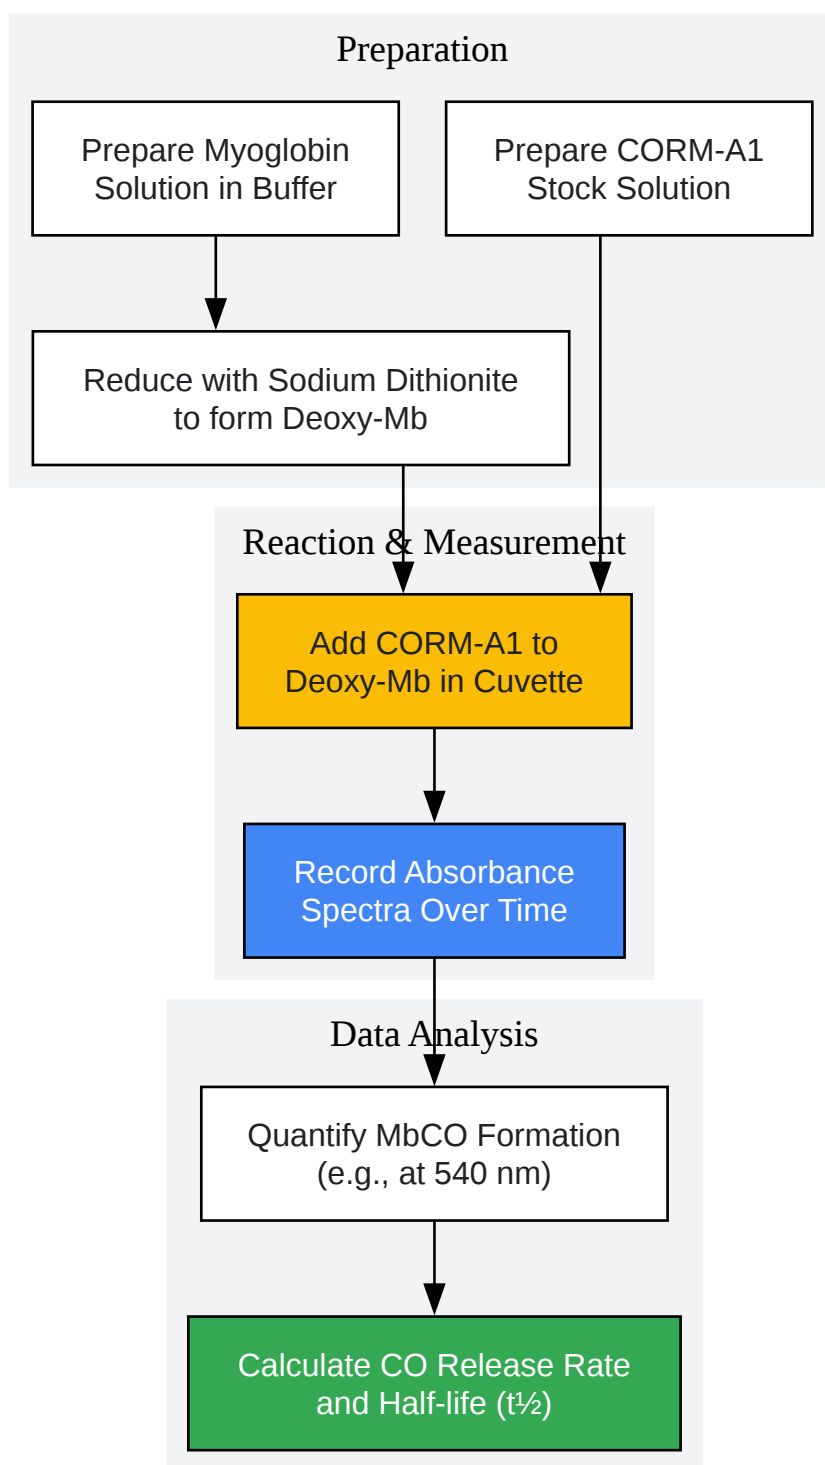 Preparation
Prepare Myoglobin
Solution in Buffer
Prepare CORM-A1
Stock Solution
Reduce with Sodium Dithionite
to form Deoxy-Mb
Reaction & Measurement
Add CORM-A1 to
Deoxy-Mb in Cuvette
Record Absorbance
Spectra Over Time
Data Analysis
Quantify MbCO Formation
(e.g., at 540 nm)
Calculate CO Release Rate
and Half-life (t½)